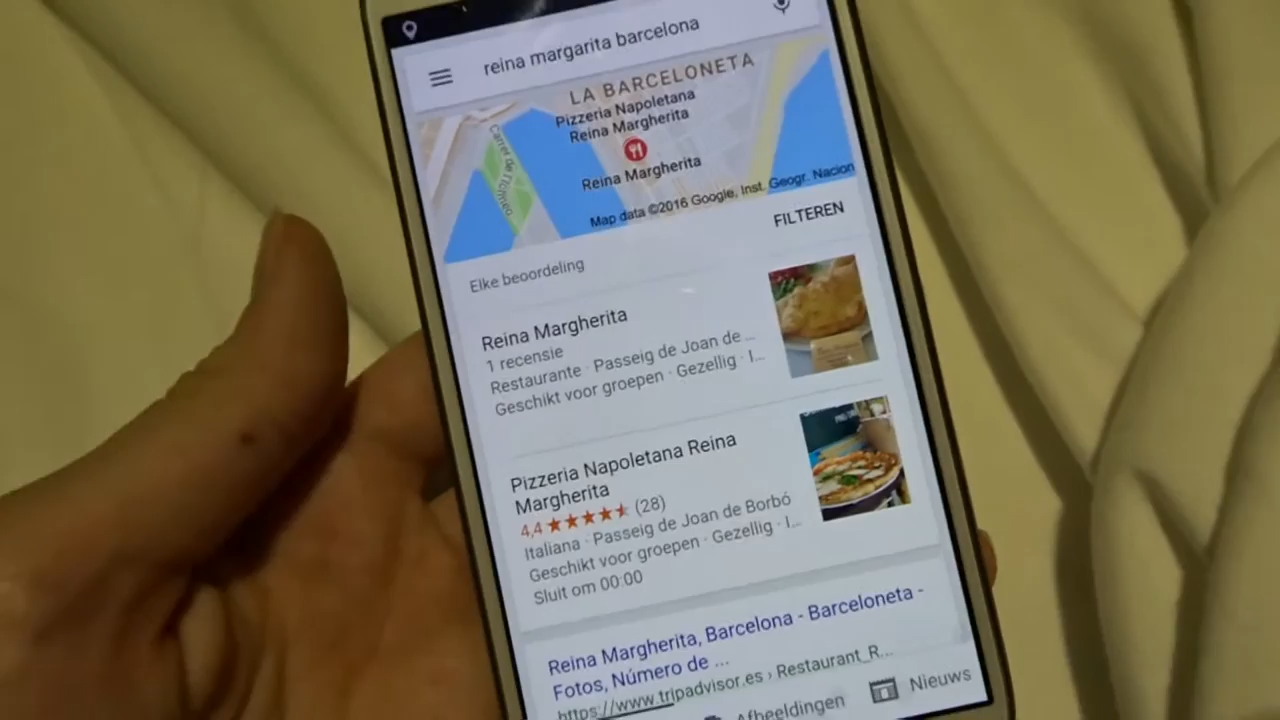 reina margarita barcelona
LA BARCELONETA
Pizzeria Napoletana
Reina Margherita
Reina Margherita
Map data ©2016 Google, Inst. Geogr. Nacion
FILTEREN
Elke beoordeling
Reina Margherita
1 recensie
Restaurante · Passeig de Joan de ...
Geschikt voor groepen · Gezellig · I...
Pizzeria Napoletana Reina
Margherita
4,4 (28)
Italiana · Passeig de Joan de Borbó
Geschikt voor groepen · Gezellig · I...
Sluit om 00:00
Reina Margherita, Barcelona - Barceloneta -
Fotos, Número de ...
https://www.tripadvisor.es › Restaurant_R...
Afbeeldingen
Nieuws